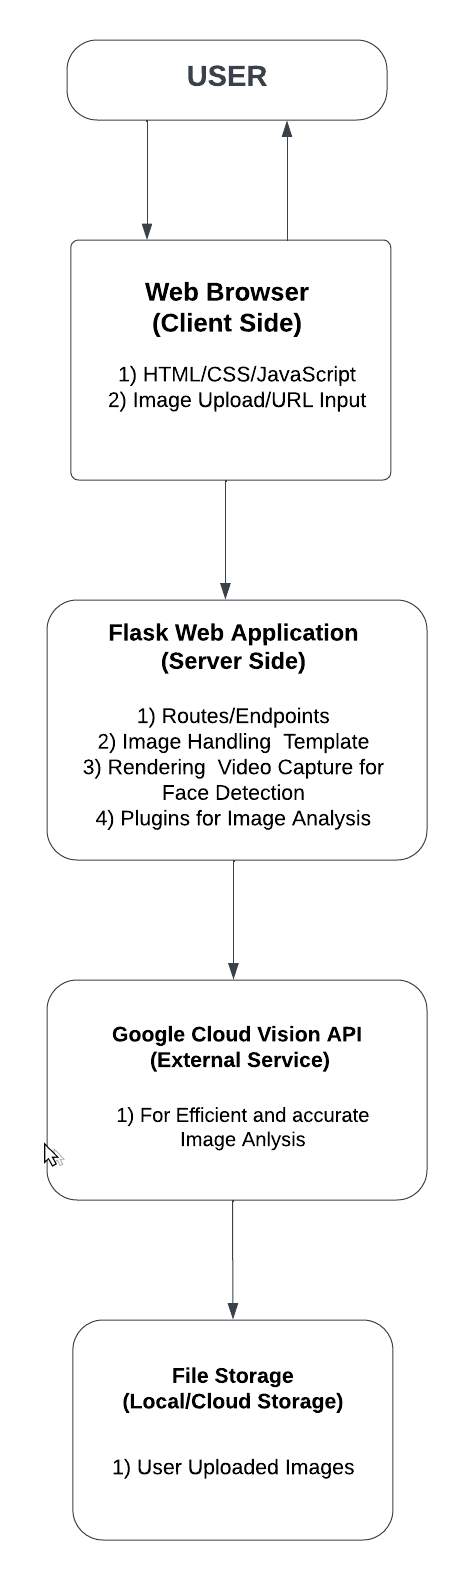 USER
Web Browser
(Client Side)
1) HTML/CSS/JavaScript
2) Image Upload/URL Input
Flask Web Application
(Server Side)
1) Routes/Endpoints
2) Image Handling  Template
3) Rendering  Video Capture for
Face Detection
4) Plugins for Image Analysis
Google Cloud Vision API
(External Service)
1) For Efficient and accurate
Image Anlysis
File Storage
(Local/Cloud Storage)
1) User Uploaded Images